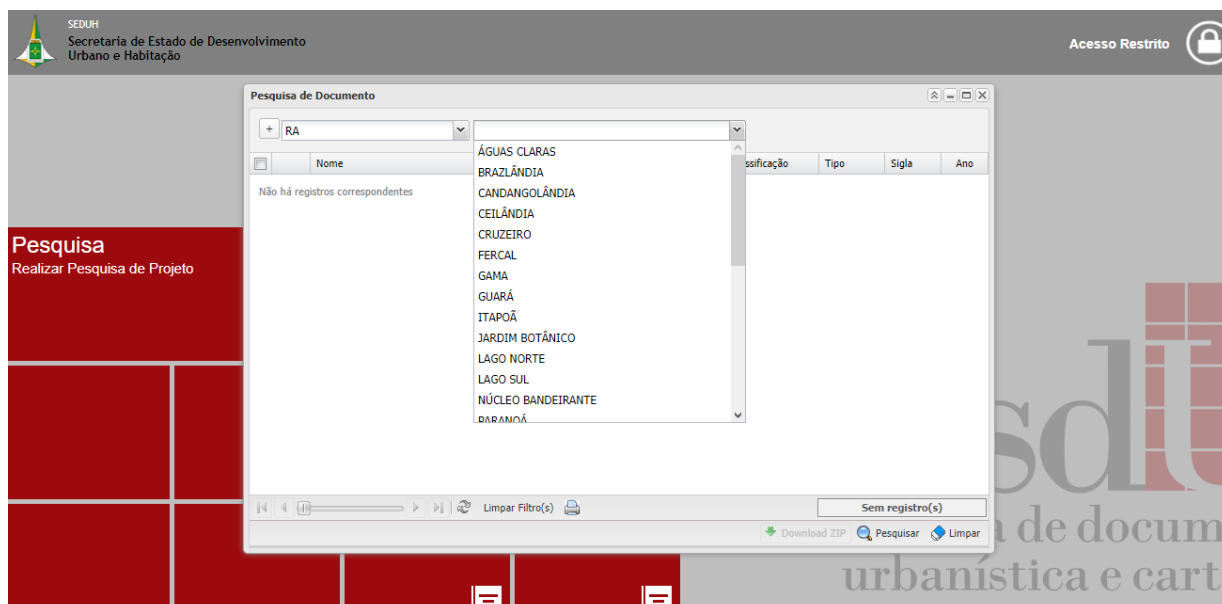 SEDUH
Secretaria de Estado de Desenvolvimento
Urbano e Habitação
Acesso Restrito
Pesquisa de Documento
+ RA
Nome
ssificação Tipo Sigla Ano
Não há registros correspondentes
ÁGUAS CLARAS
BRAZLÂNDIA
CANDANGOLÂNDIA
CEILÂNDIA
CRUZEIRO
FERCAL
GAMA
GUARÁ
ITAPOÃ
JARDIM BOTÂNICO
LAGO NORTE
LAGO SUL
NÚCLEO BANDEIRANTE
PARANOÁ
Pesquisa
Realizar Pesquisa de Projeto
Limpar Filtro(s)
Sem registro(s)
Download ZIP Pesquisar Limpar
sdu
a de docum
urbanística e cart